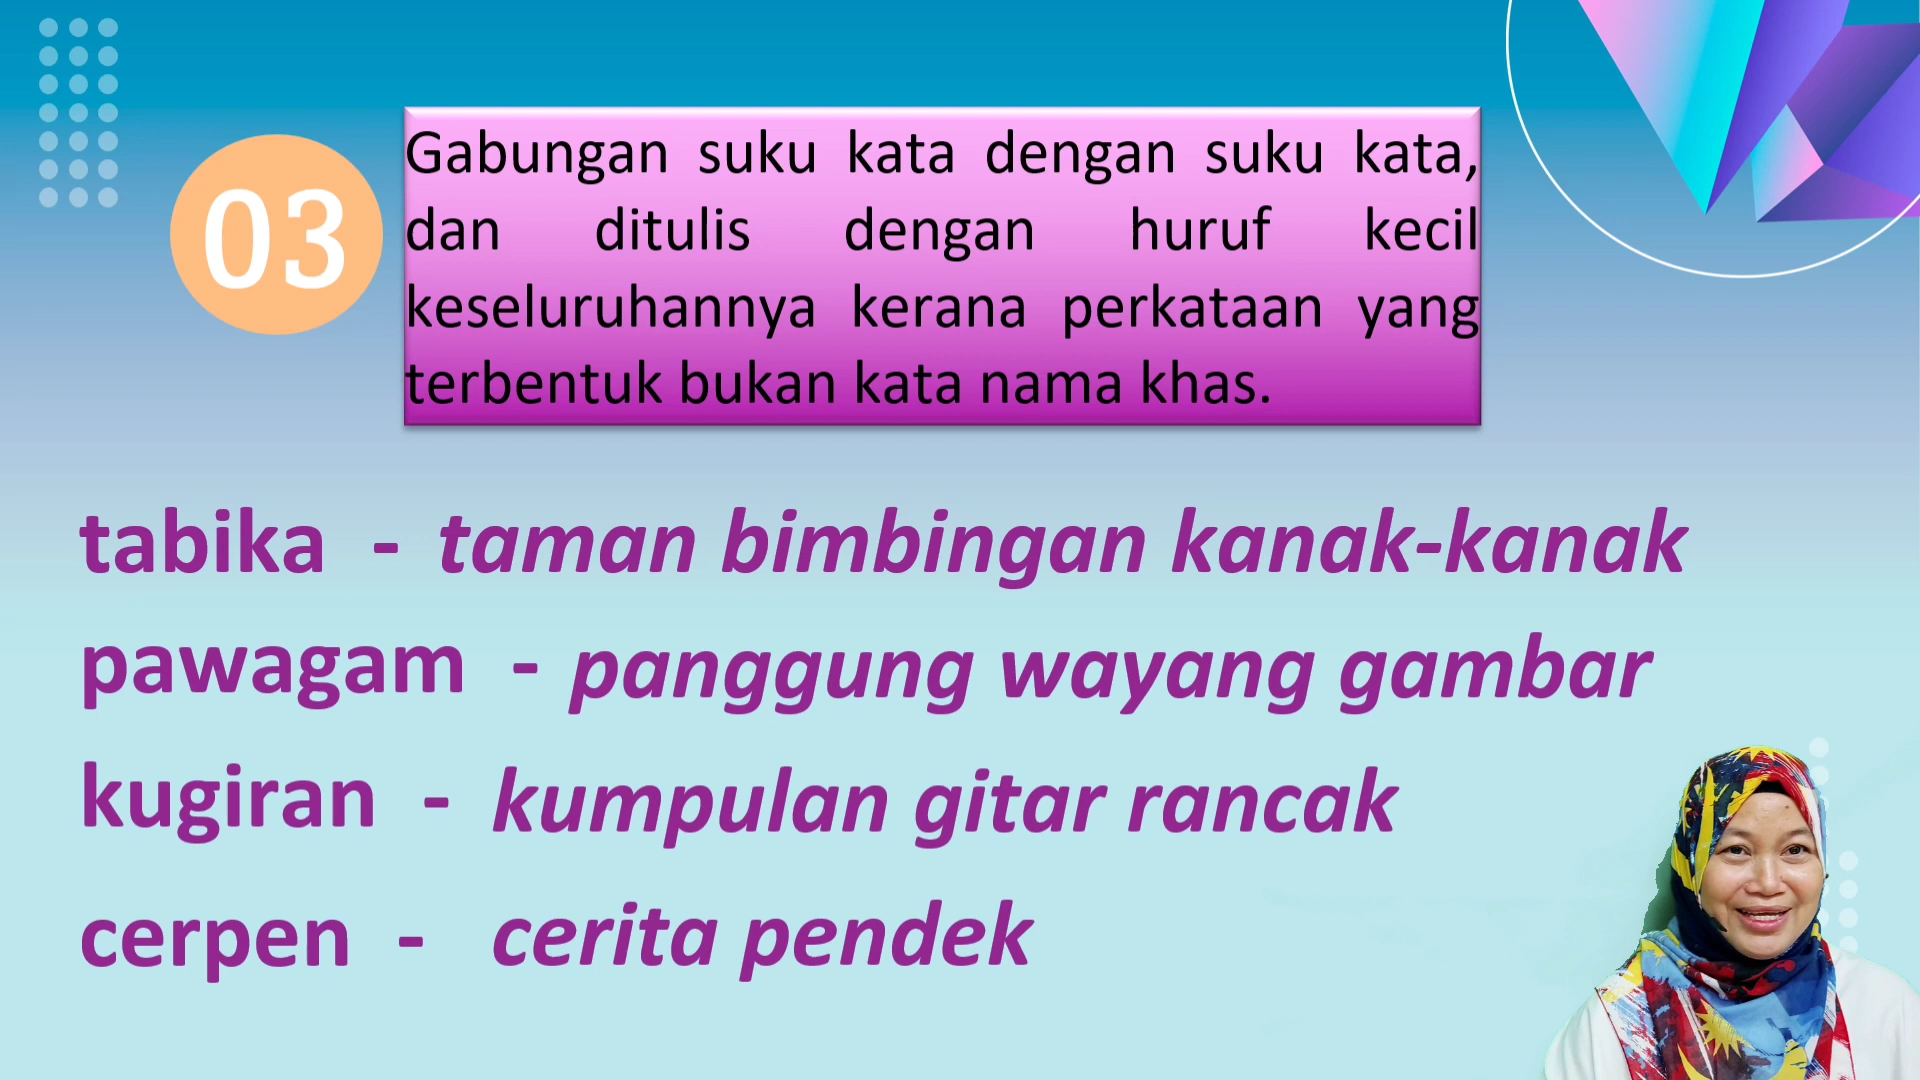 03
Gabungan suku kata dengan suku kata,
dan ditulis dengan huruf kecil
keseluruhannya kerana perkataan yang
terbentuk bukan kata nama khas.
tabika - taman bimbingan kanak-kanak
pawagam - panggung wayang gambar
kugiran - kumpulan gitar rancak
cerpen - cerita pendek